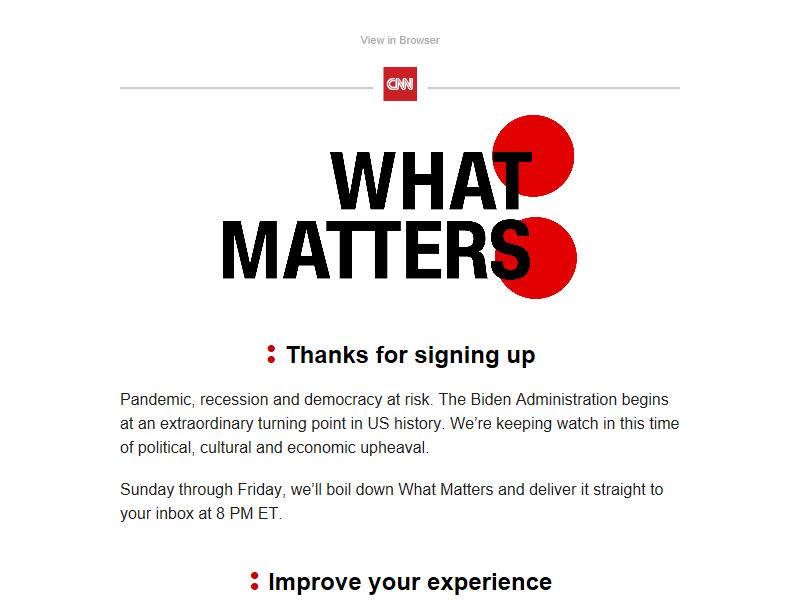 View in Browser
CNN
WHAT
MATTERS
Thanks for signing up
Pandemic, recession and democracy at risk. The Biden Administration begins
at an extraordinary turning point in US history. We’re keeping watch in this time
of political, cultural and economic upheaval.
Sunday through Friday, we’ll boil down What Matters and deliver it straight to
your inbox at 8 PM ET.
Improve your experience